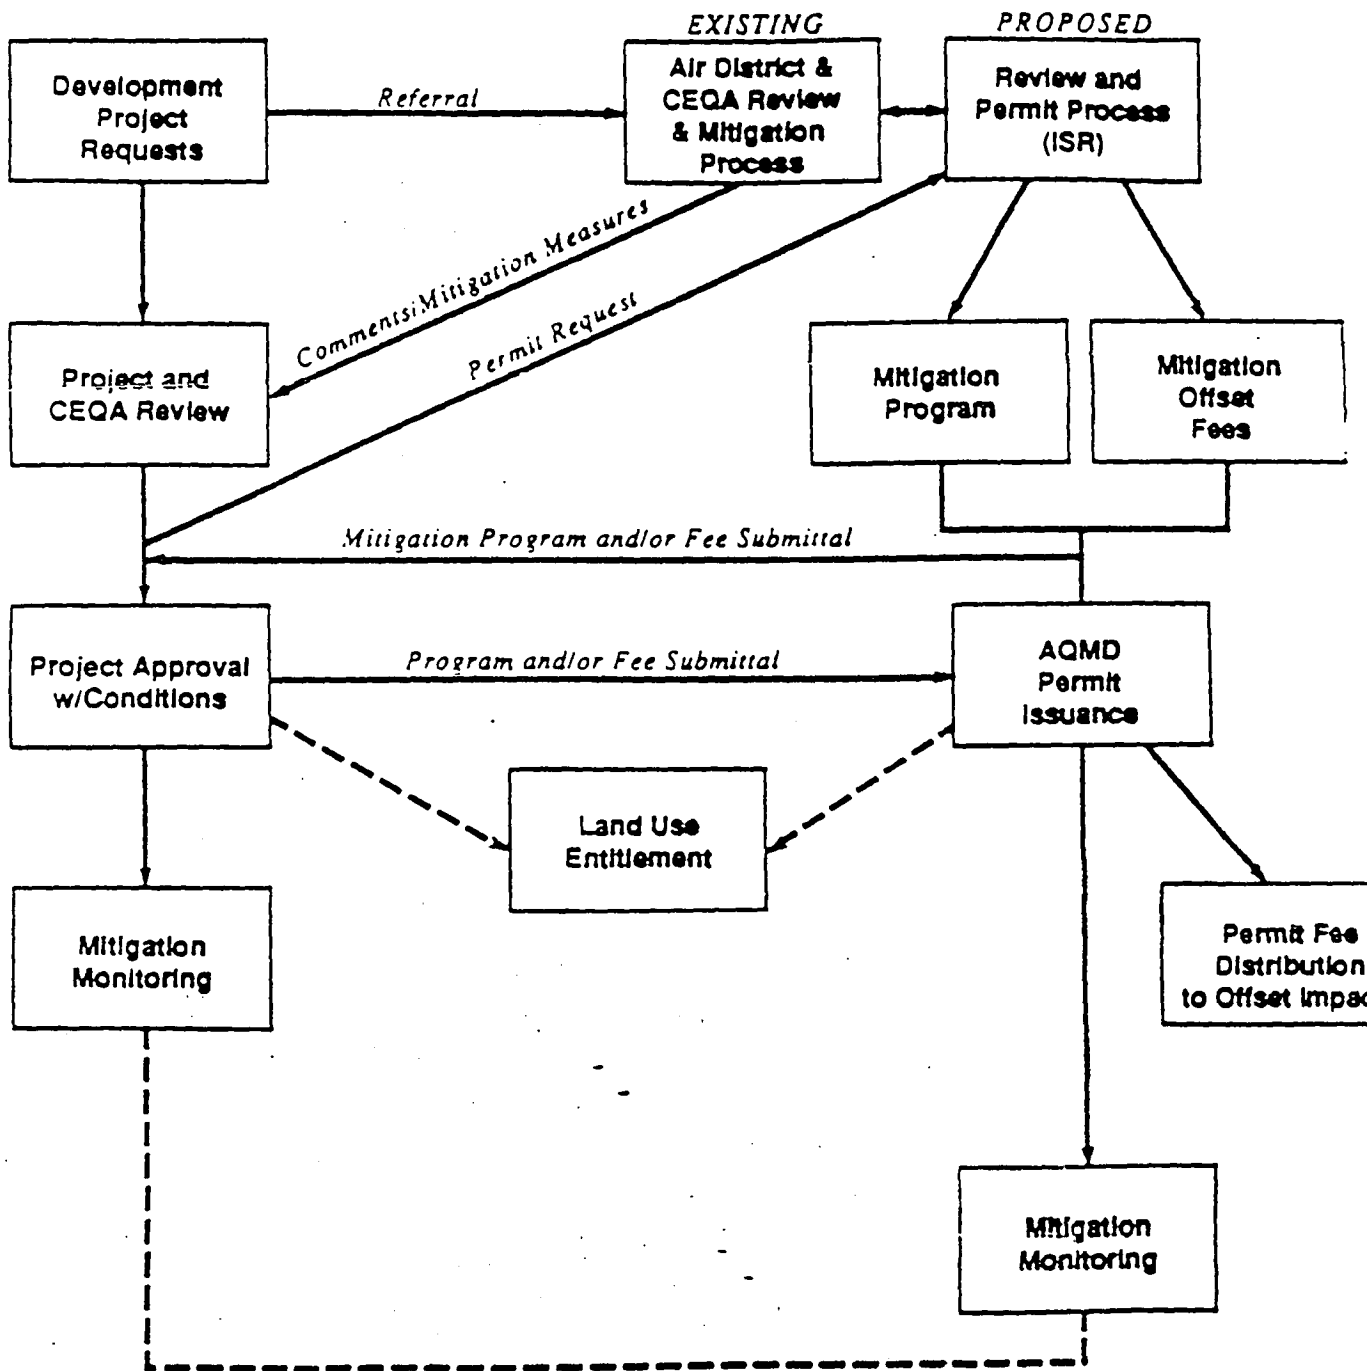 EXISTING
PROPOSED
Development
Project
Requests
Referral
Air District &
CEQA Review
& Mitigation
Process
Review and
Permit Process
(ISR)
Comments/Mitigation Measures
Permit Request
Project and
CEQA Review
Mitigation
Program
Mitigation
Offset
Fees
Mitigation Program and/or Fee Submittal
Project Approval
w/Conditions
Program and/or Fee Submittal
AQMD
Permit
Issuance
Land Use
Entitlement
Mitigation
Monitoring
Permit Fee
Distribution
to Offset Impac
Mitigation
Monitoring